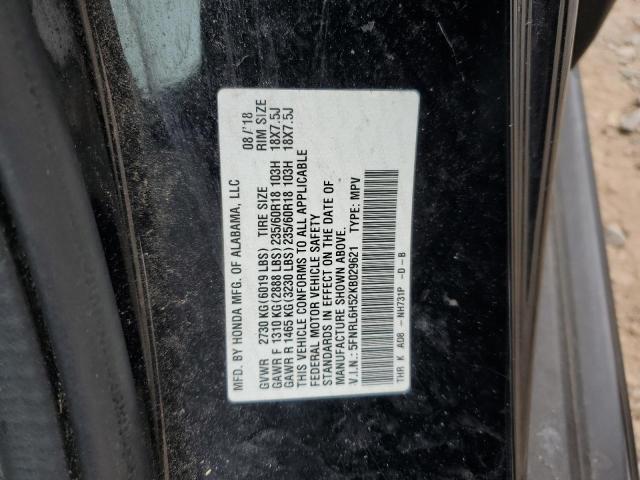 MFD. BY HONDA MFG. OF ALABAMA, LLC 08/'18
GVWR 2730 KG (6019 LBS) TIRE SIZE RIM SIZE
GAWR F 1310 KG (2888 LBS) 235/60R18 103H 18X7.5J
GAWR R 1465 KG (3230 LBS) 235/60R18 103H 18X7.5J
THIS VEHICLE CONFORMS TO ALL APPLICABLE
FEDERAL MOTOR VEHICLE SAFETY
STANDARDS IN EFFECT ON THE DATE OF
MANUFACTURE SHOWN ABOVE.
V.I.N.: 5FNRL6H52KB029621 TYPE: MPV
THR K A08 -NH731P -D-B